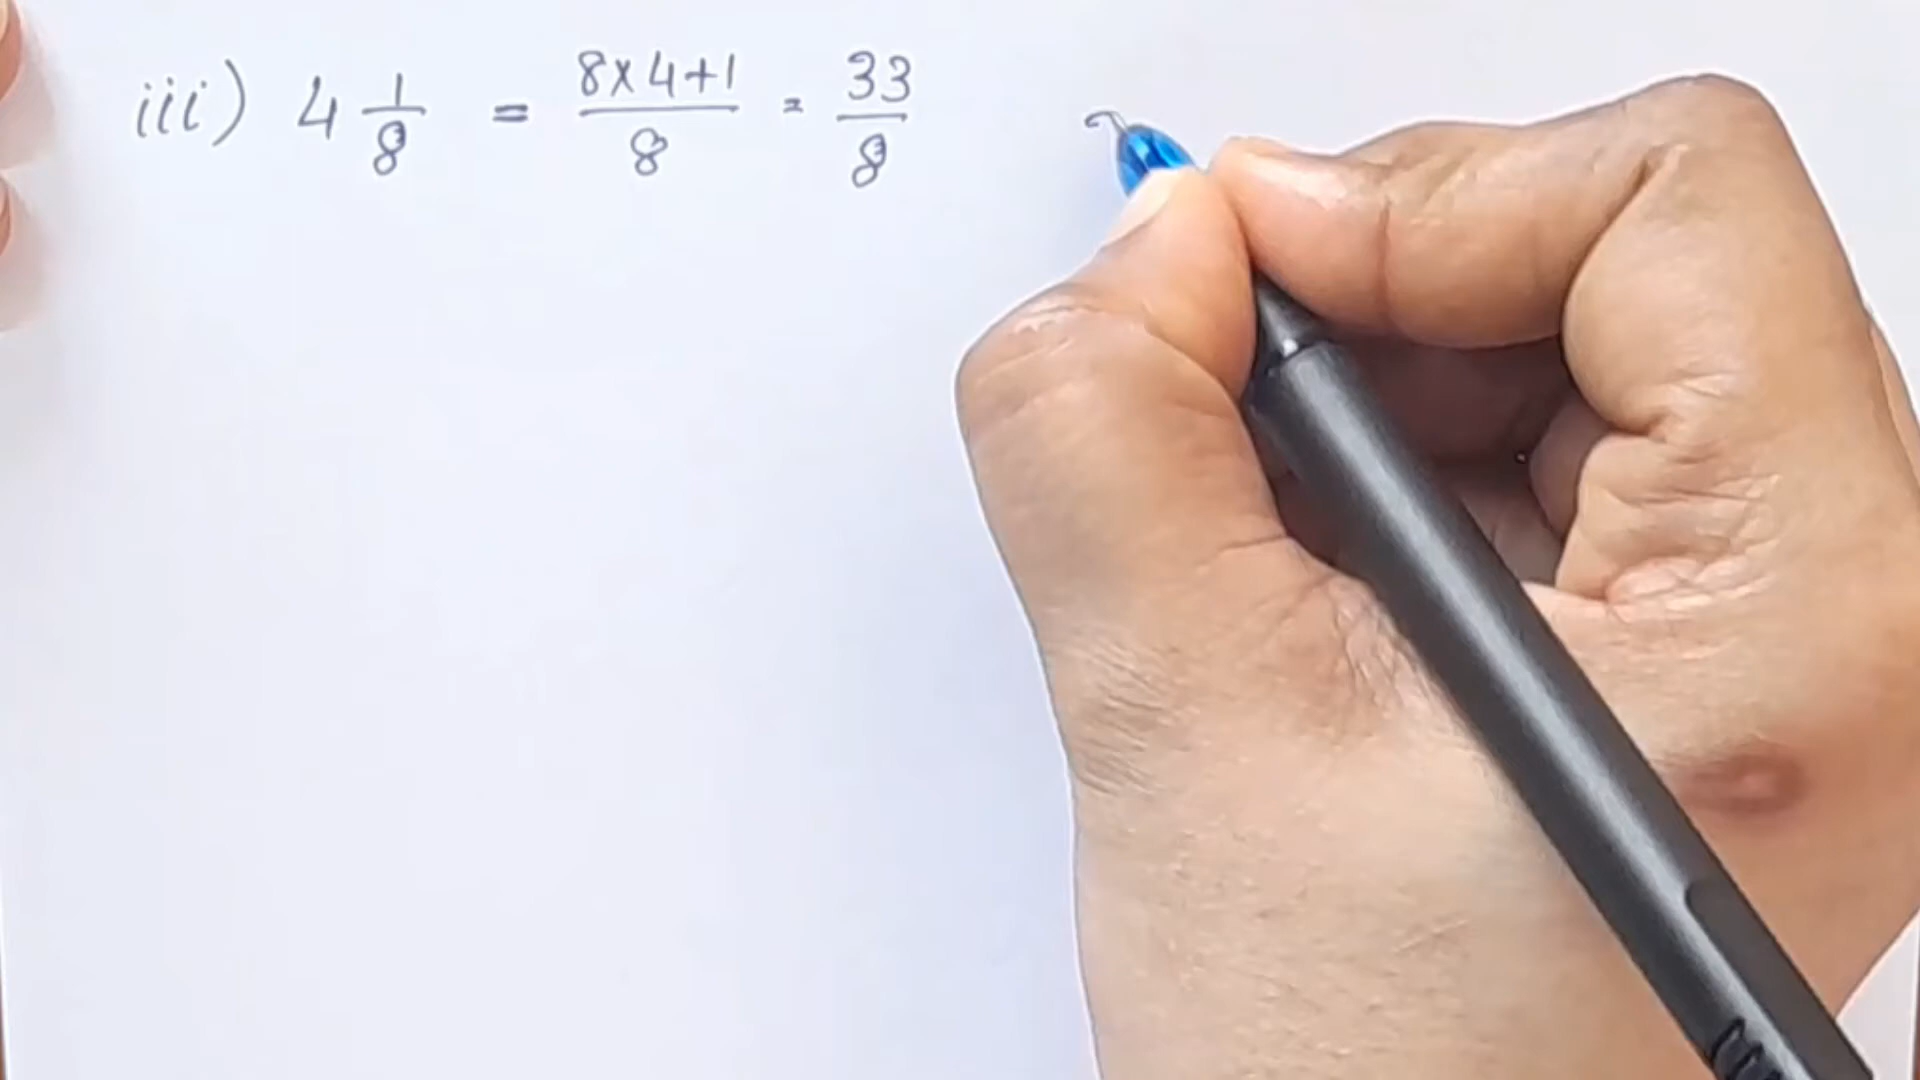 iii) 4 1/8 = 8x4+1/8 = 33/8